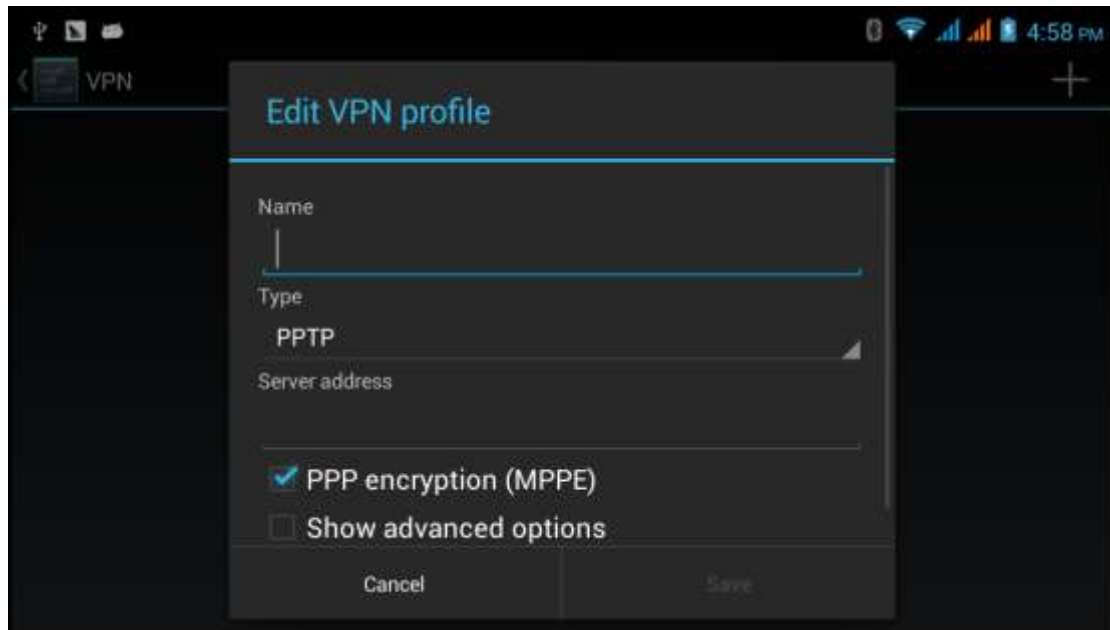 4:58 PM
VPN
Edit VPN profile
Name
Type
PPTP
Server address
PPP encryption (MPPE)
Show advanced options
Cancel
Save